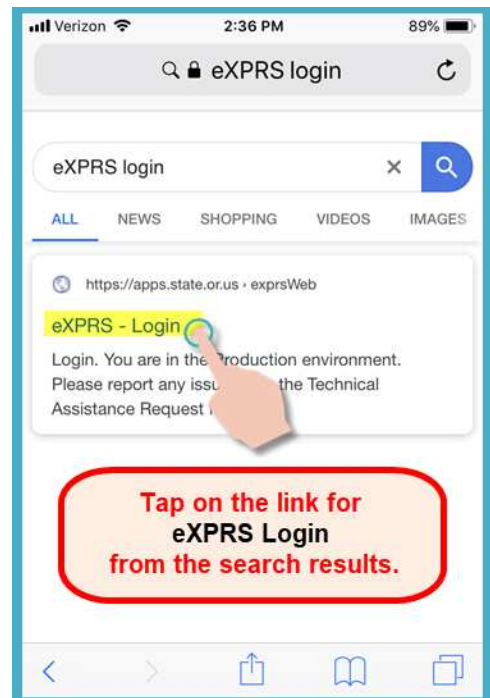 Verizon 2:36 PM 89%
eXPRS login
eXPRS login
ALL NEWS SHOPPING VIDEOS IMAGES
https://apps.state.or.us › exprsWeb
eXPRS - Login
Login. You are in the Production environment.
Please report any the Technical
Assistance Request
Tap on the link for
eXPRS Login
from the search results.